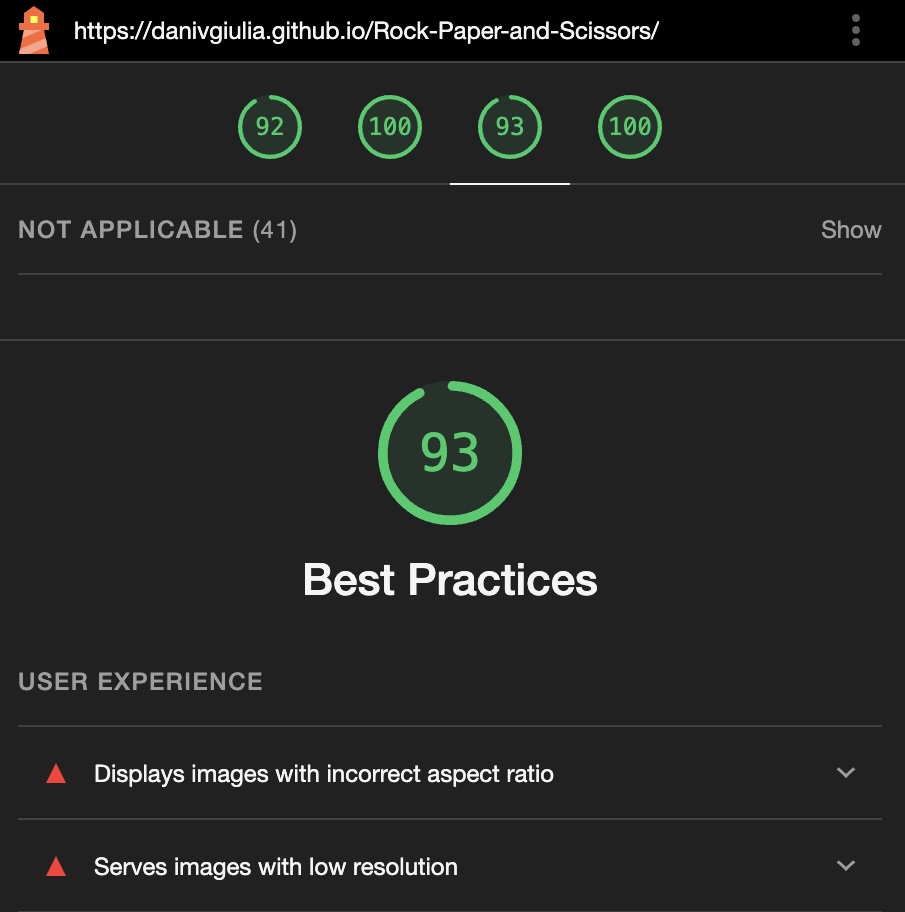 https://danivgiulia.github.io/Rock-Paper-and-Scissors/
92 100 93 100
NOT APPLICABLE (41) Show
93
Best Practices
USER EXPERIENCE
Displays images with incorrect aspect ratio
Serves images with low resolution